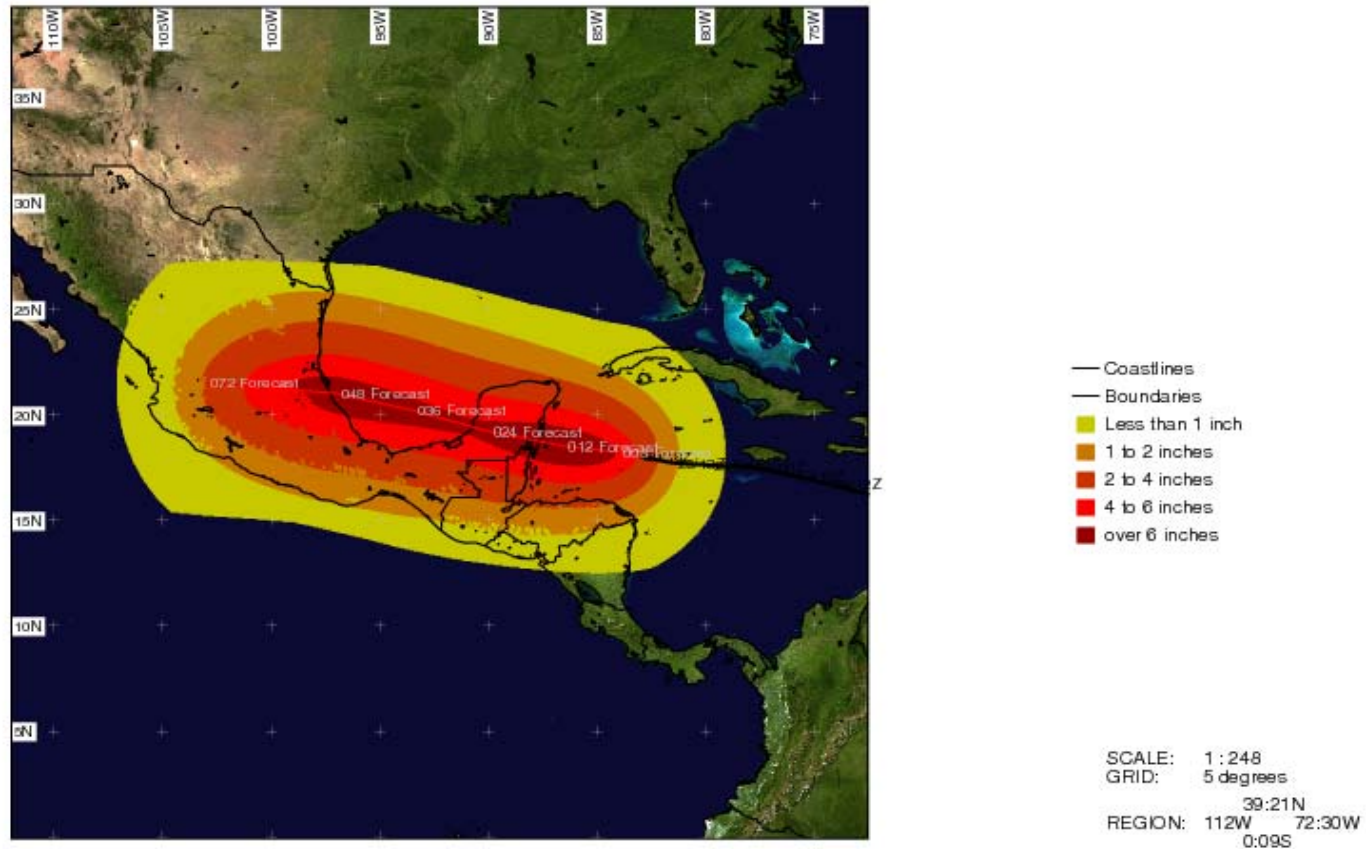 110W 105W 100W 95W 90W 85W 80W 75W
35N
30N
25N
20N
15N
10N
5N
072 Forecast
048 Forecast
036 Forecast
024 Forecast
012 Forecast
Z
Coastlines
Boundaries
Less than 1 inch
1 to 2 inches
2 to 4 inches
4 to 6 inches
over 6 inches
SCALE: 1 : 248
GRID: 5 degrees
39:21N
REGION: 112W 72:30W
0:09S